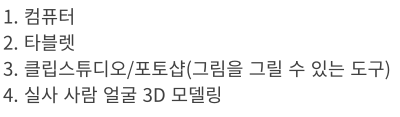 1. 컴퓨터
2. 타블렛
3. 클립스튜디오/포토샵(그림을 그릴 수 있는 도구)
4. 실사 사람 얼굴 3D 모델링